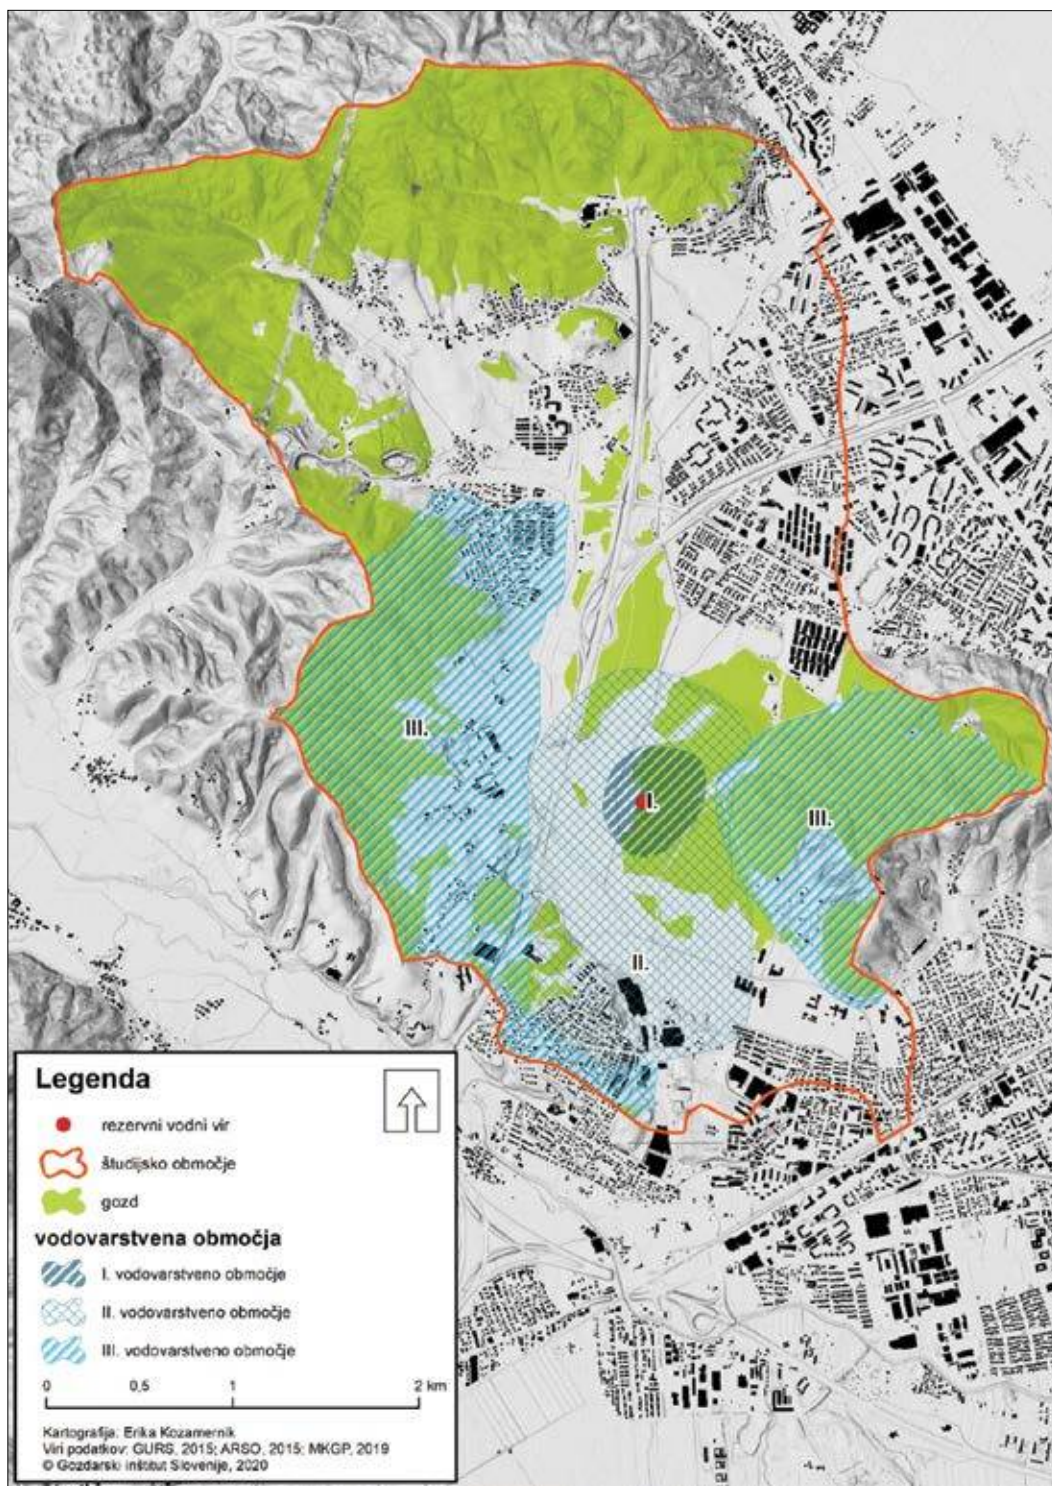 III.
I.
III.
II.
Legenda
rezervni vodni vir
študijsko območje
gozd
vodovarstvena območja
I. vodovarstveno območje
II. vodovarstveno območje
III. vodovarstveno območje
0 0,5 1 2 km
Kartografija: Erika Kozamernik
Viri podatkov: GURS, 2015; ARSO, 2015; MKGP, 2019
© Gozdarski inštitut Slovenije, 2020